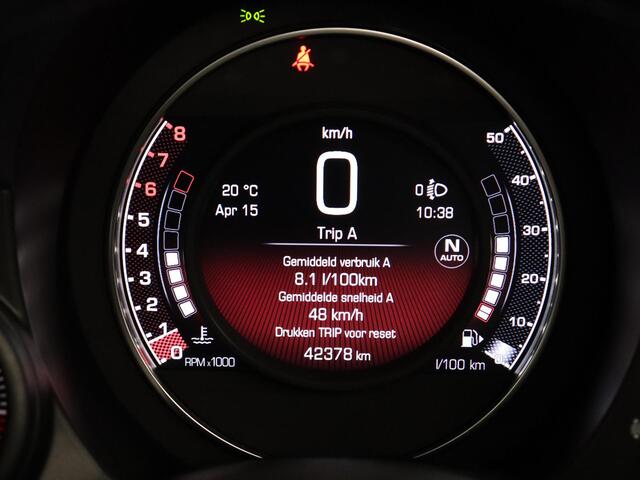 km/h
0
20 °C
0
Apr 15
10:38
Trip A
N
AUTO
Gemiddeld verbruik A
8.1 l/100km
Gemiddelde snelheid A
48 km/h
Drukken TRIP voor reset
42378 km
8
7
6
5
4
3
2
1
0
RPM x1000
50
40
30
20
10
l/100 km